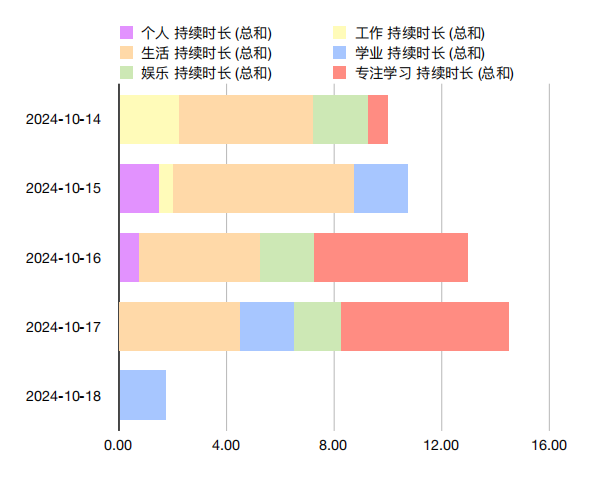 个人 持续时长 (总和)
工作 持续时长 (总和)
生活 持续时长 (总和)
学业 持续时长 (总和)
娱乐 持续时长 (总和)
专注学习 持续时长 (总和)
2024-10-14
2024-10-15
2024-10-16
2024-10-17
2024-10-18
0.00 4.00 8.00 12.00 16.00